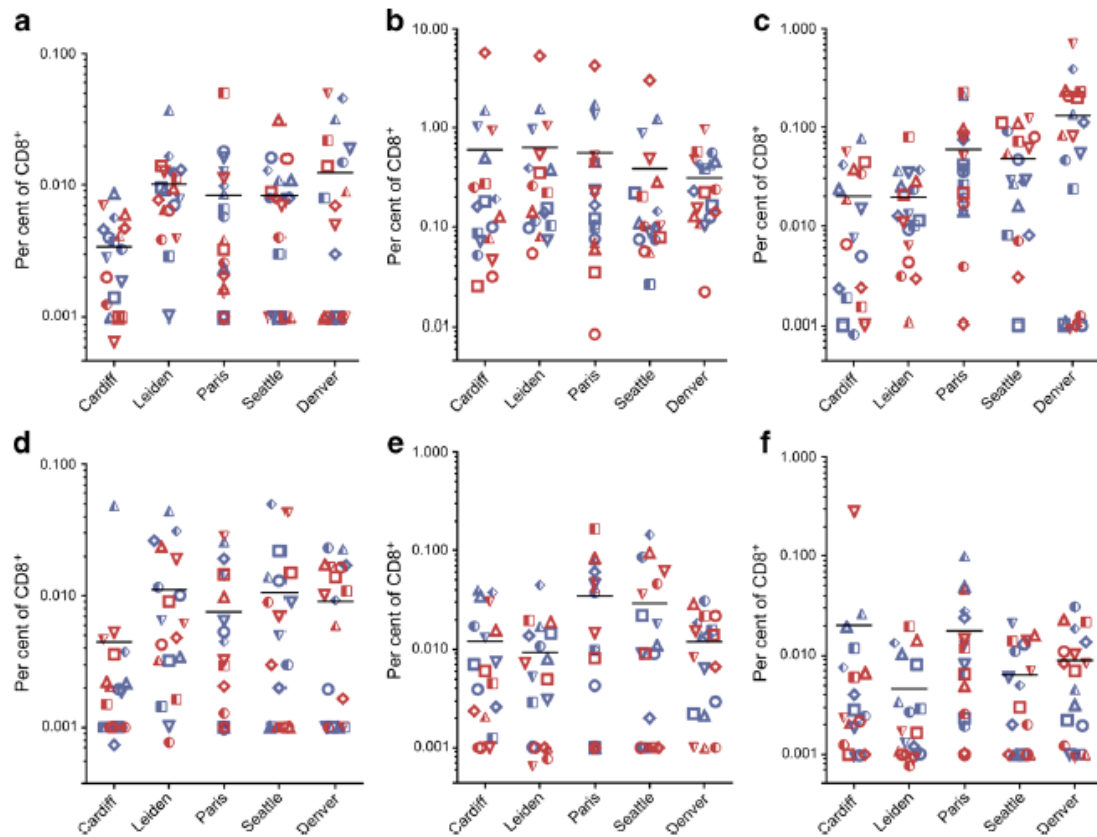 a
Per cent of CD8⁺
0.100
0.010
0.001
Cardiff
Leiden
Paris
Seattle
Denver
b
Per cent of CD8⁺
10.00
1.00
0.10
0.01
Cardiff
Leiden
Paris
Seattle
Denver
c
Per cent of CD8⁺
1.000
0.100
0.010
0.001
Cardiff
Leiden
Paris
Seattle
Denver
d
Per cent of CD8⁺
0.100
0.010
0.001
Cardiff
Leiden
Paris
Seattle
Denver
e
Per cent of CD8⁺
1.000
0.100
0.010
0.001
Cardiff
Leiden
Paris
Seattle
Denver
f
Per cent of CD8⁺
1.000
0.100
0.010
0.001
Cardiff
Leiden
Paris
Seattle
Denver